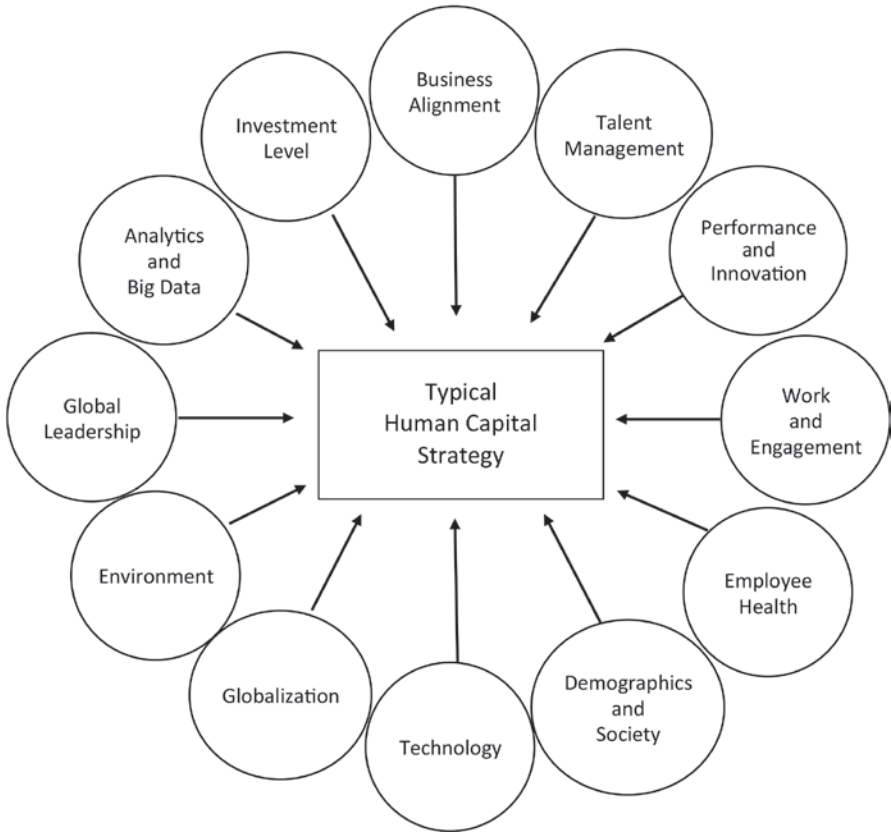 Business
Alignment
Talent
Management
Performance
and
Innovation
Work
and
Engagement
Employee
Health
Demographics
and
Society
Technology
Globalization
Environment
Global
Leadership
Analytics
and
Big Data
Investment
Level
Typical
Human Capital
Strategy